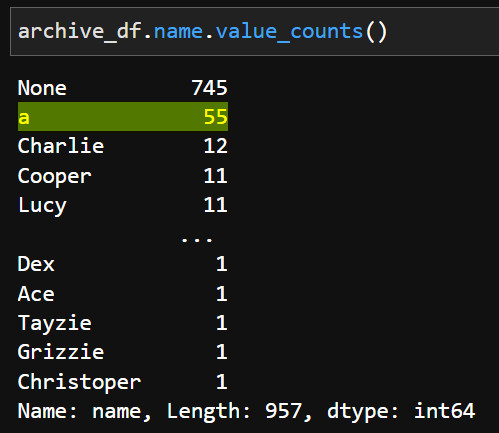 archive_df.name.value_counts()
None 745
a 55
Charlie 12
Cooper 11
Lucy 11
...
Dex 1
Ace 1
Tayzie 1
Grizzie 1
Christoper 1
Name: name, Length: 957, dtype: int64